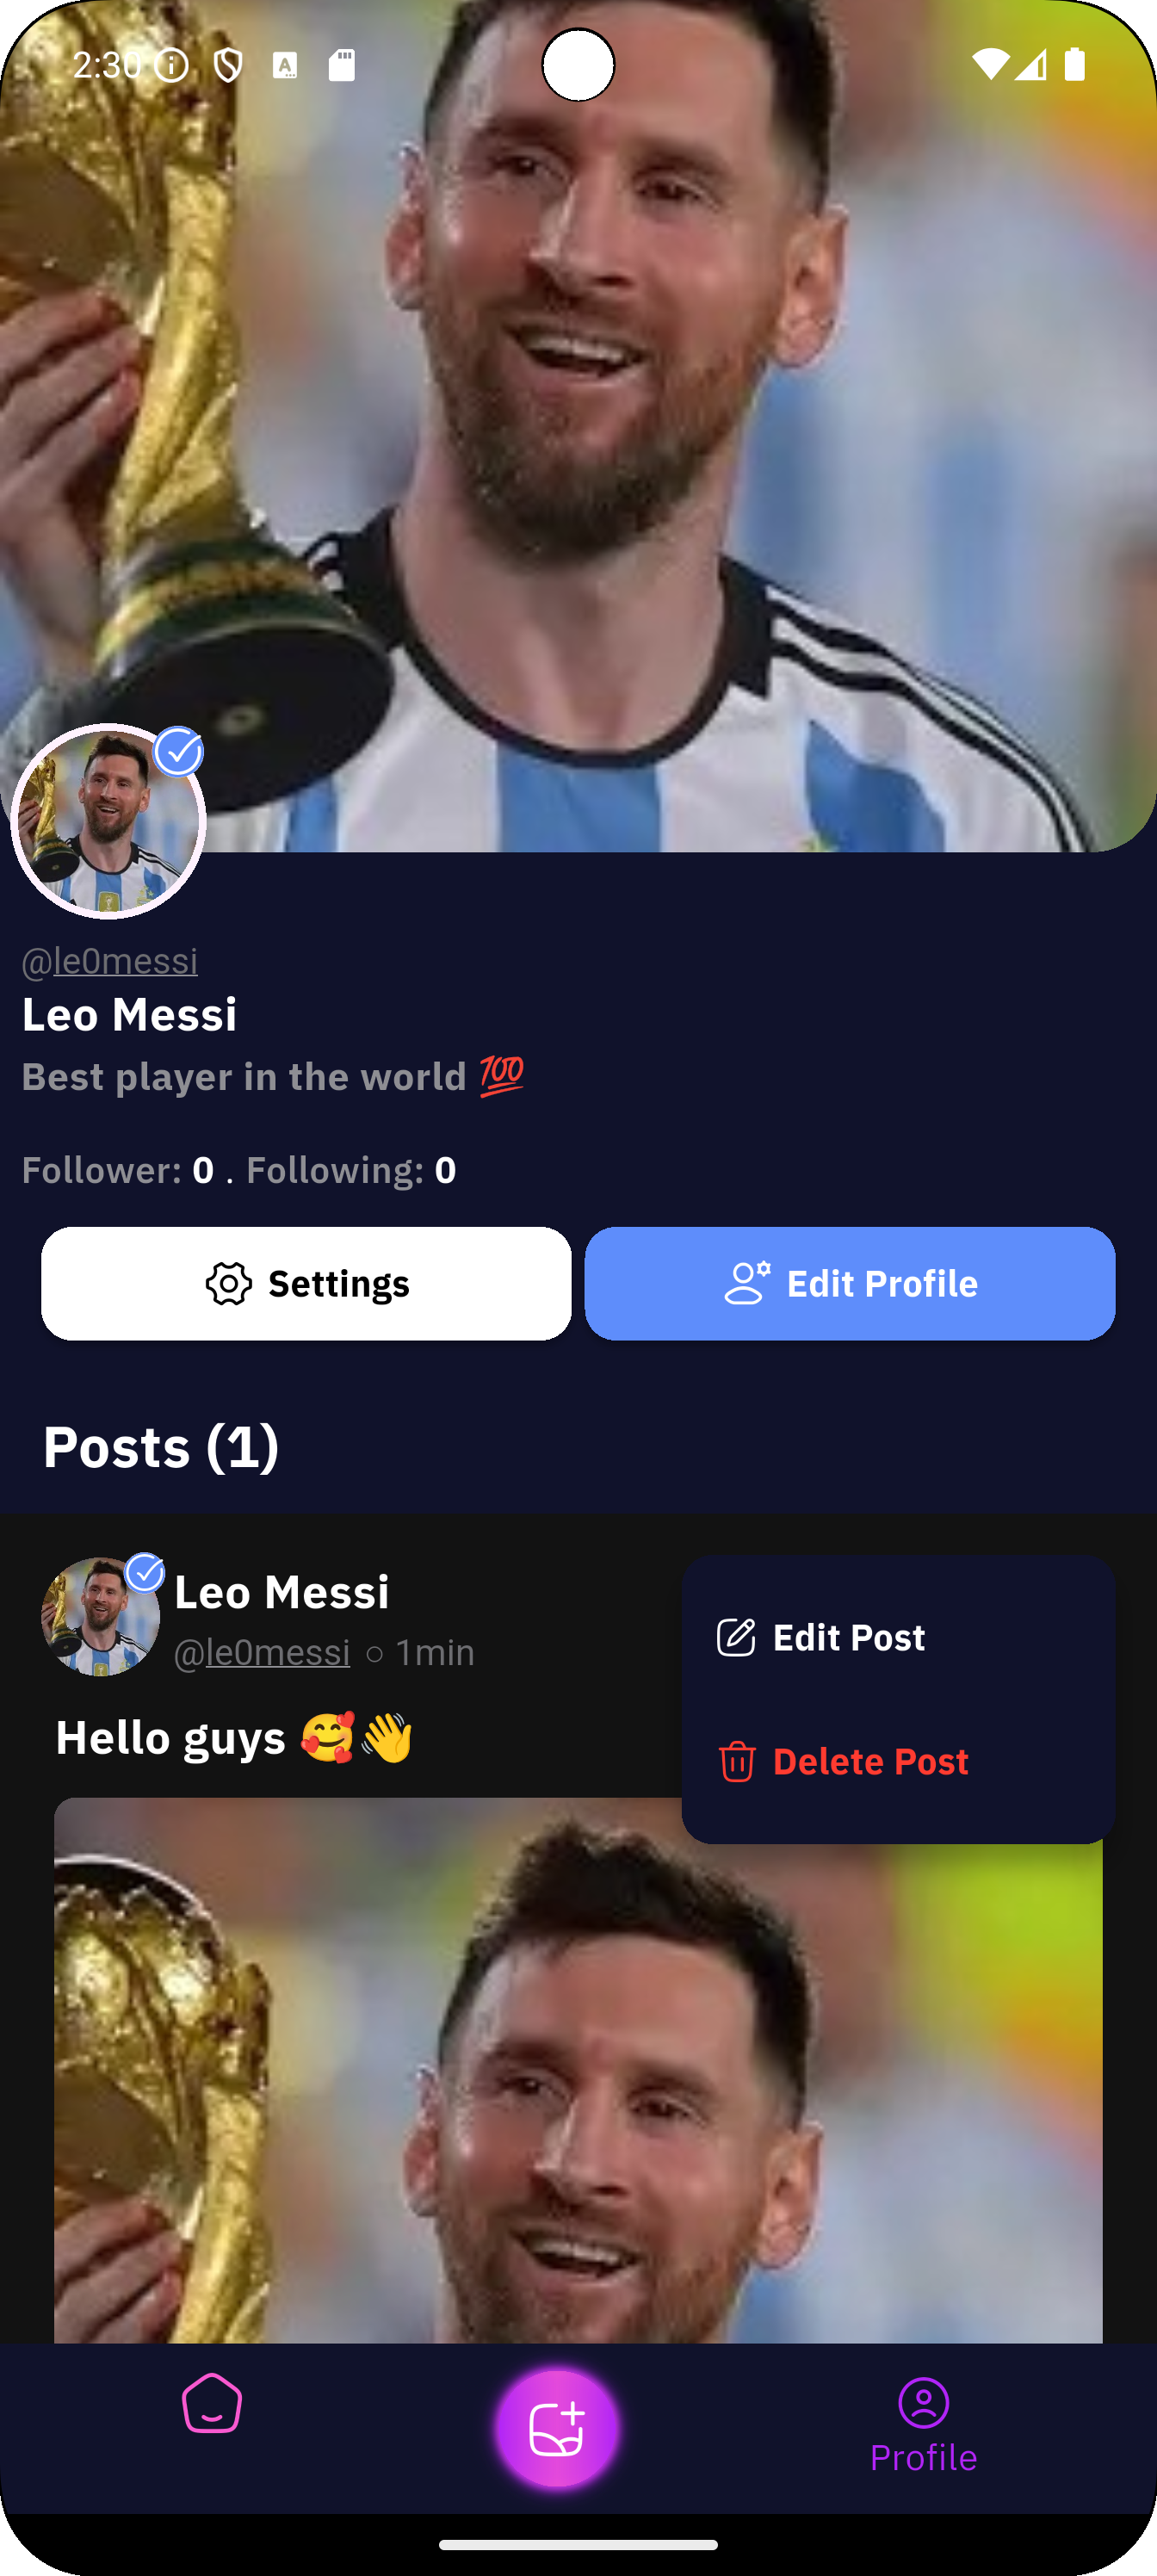 2:30
@le0messi
Leo Messi
Best player in the world 💯
Follower: 0 . Following: 0
Settings
Edit Profile
Posts (1)
Leo Messi
@le0messi ○ 1min
Edit Post
Hello guys 🥰👋
Delete Post
Profile